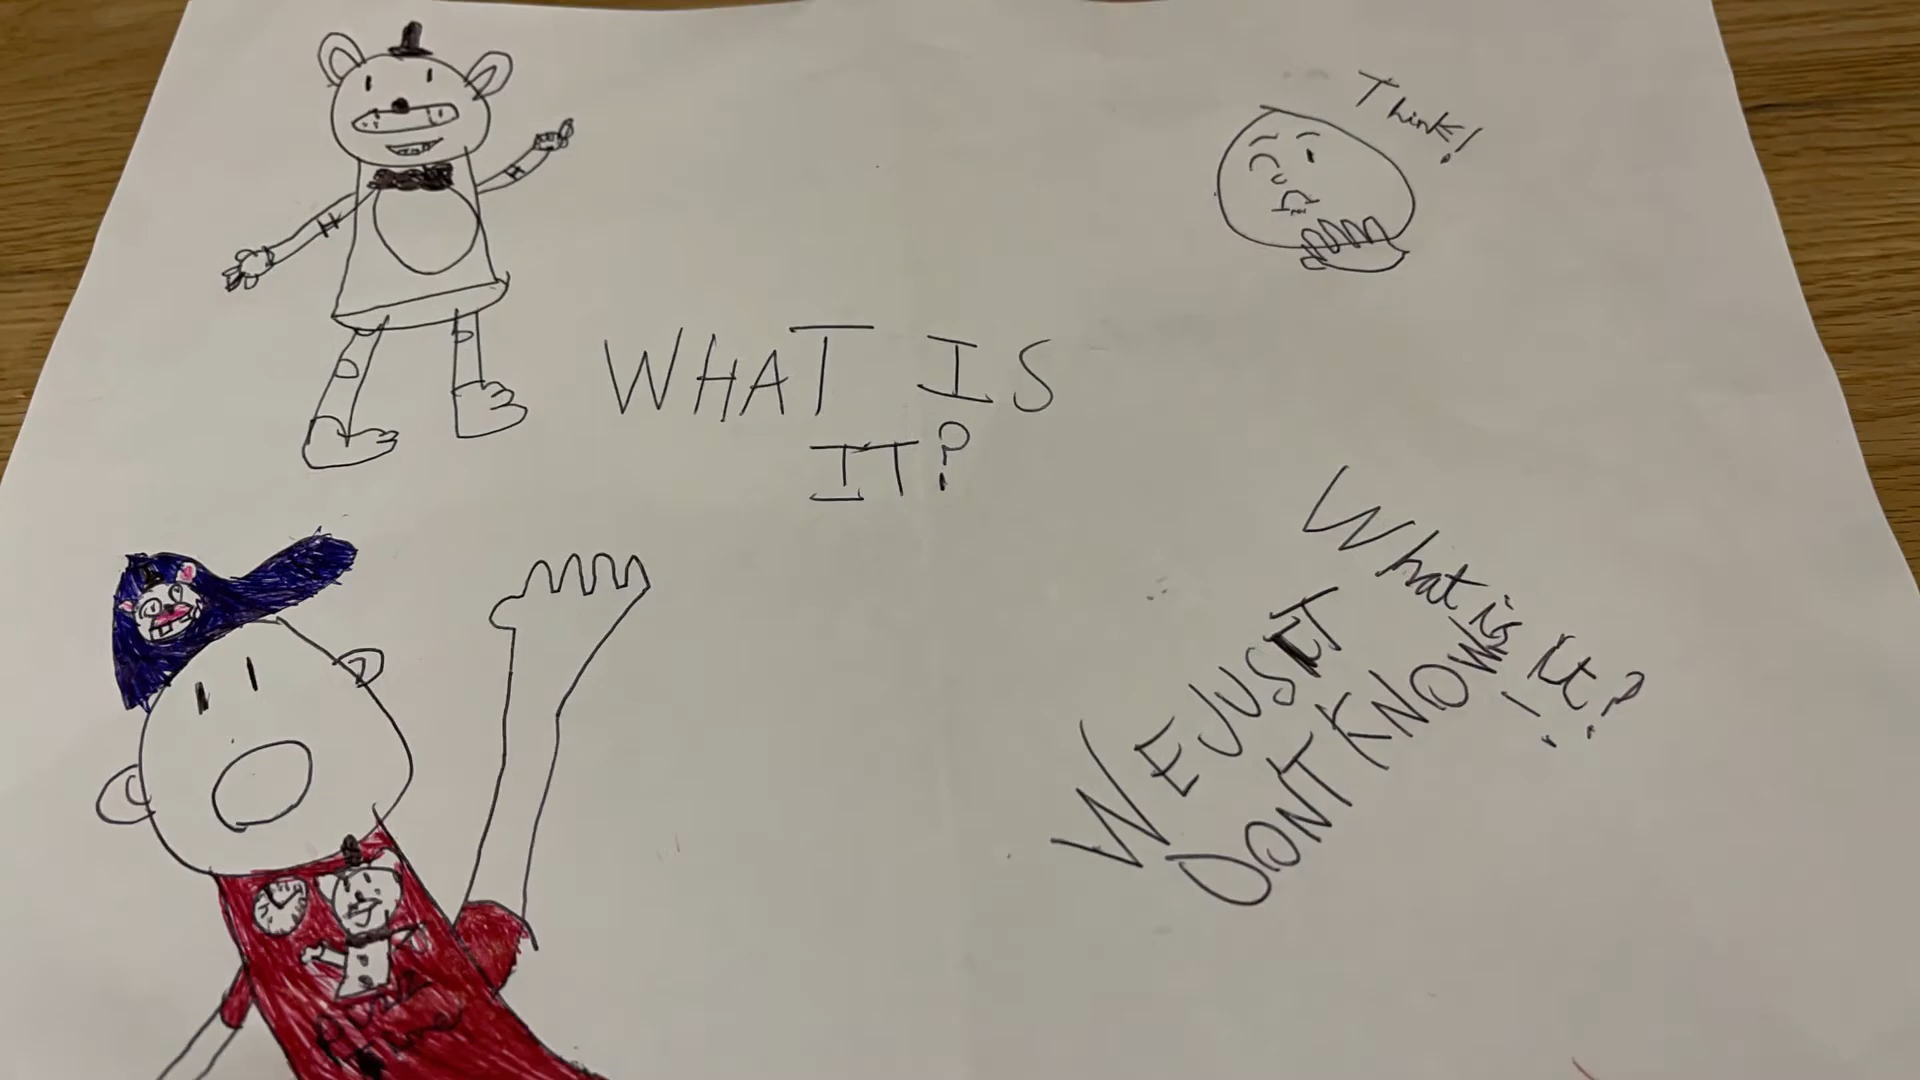 Think!
WHAT IS
IT?
What is it?
WE JUST
DONT KNOW!